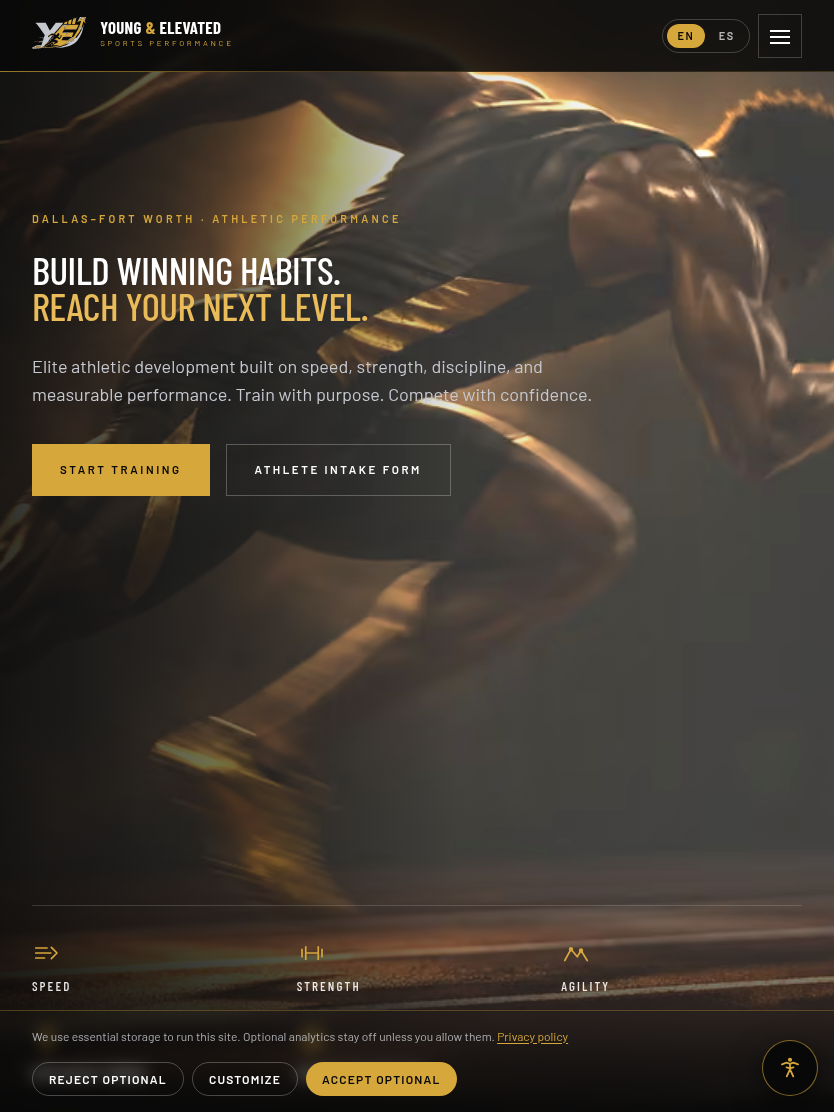 YOUNG & ELEVATED
SPORTS PERFORMANCE
EN ES
DALLAS–FORT WORTH · ATHLETIC PERFORMANCE
BUILD WINNING HABITS.
REACH YOUR NEXT LEVEL.
Elite athletic development built on speed, strength, discipline, and
measurable performance. Train with purpose. Compete with confidence.
START TRAINING
ATHLETE INTAKE FORM
SPEED
STRENGTH
AGILITY
We use essential storage to run this site. Optional analytics stay off unless you allow them. Privacy policy
REJECT OPTIONAL
CUSTOMIZE
ACCEPT OPTIONAL